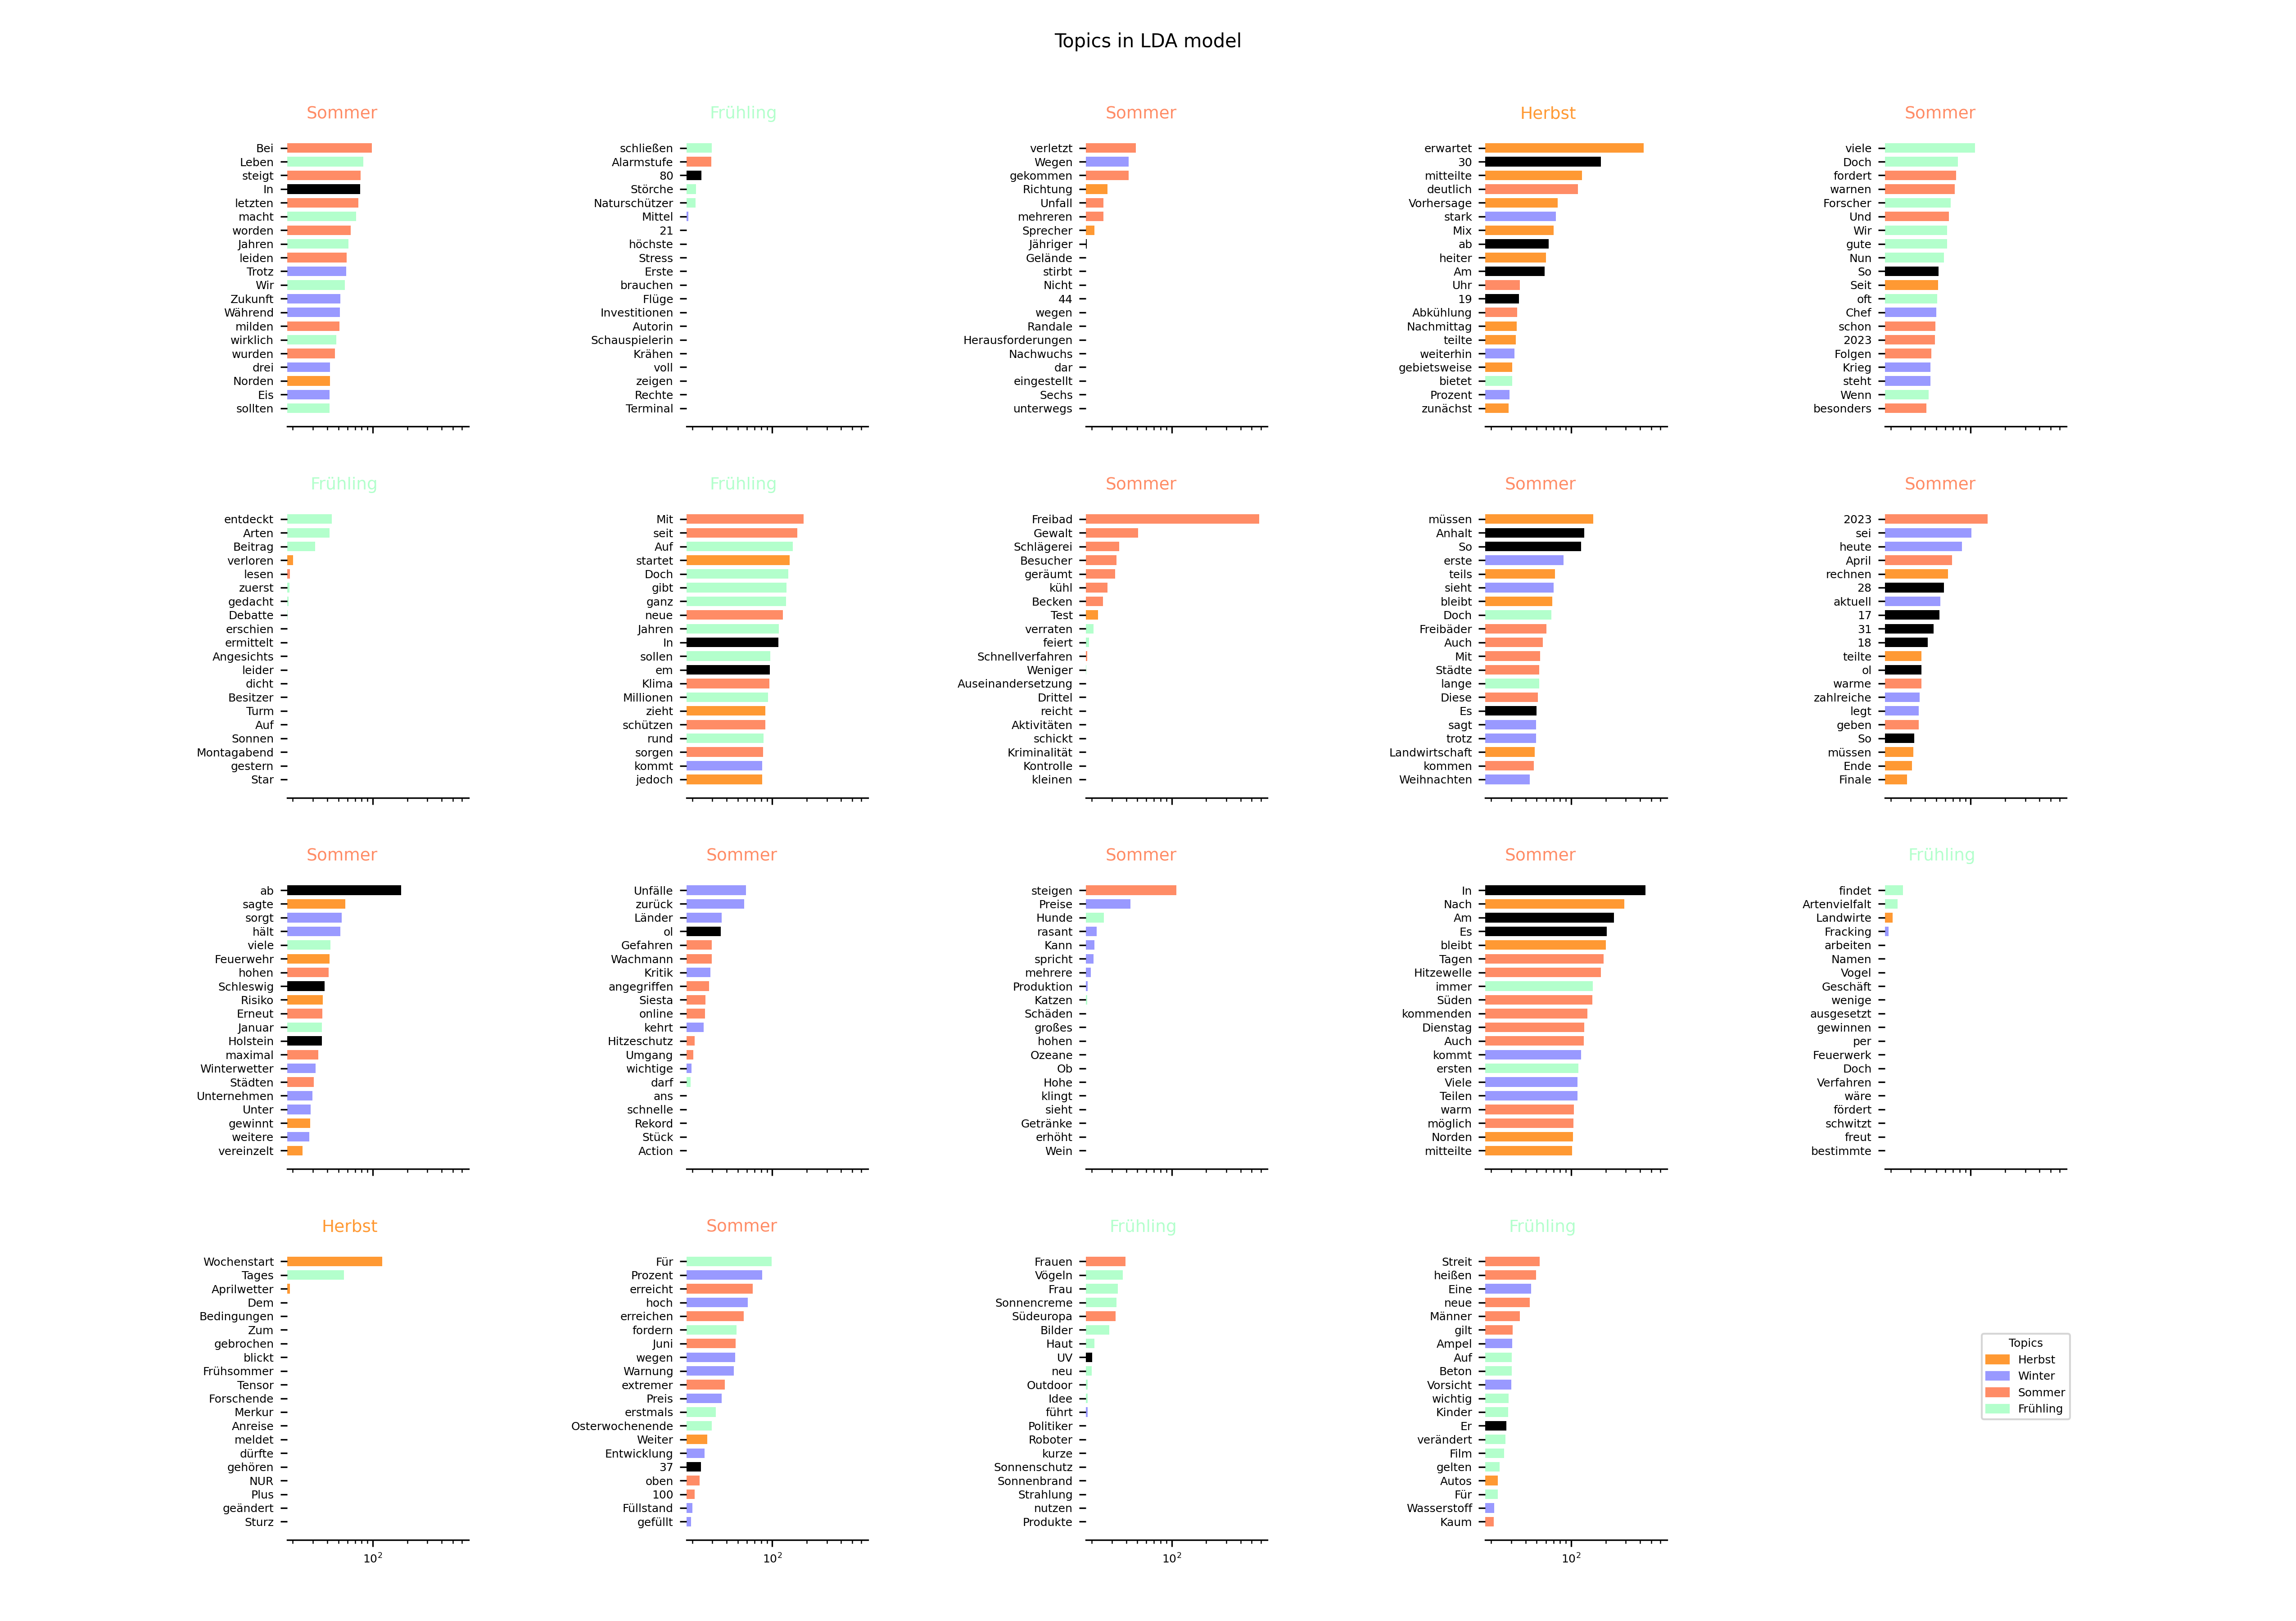 Topics in LDA model
Sommer
Bei
Leben
steigt
In
letzten
macht
worden
Jahren
leiden
Trotz
Wir
Zukunft
Während
milden
wirklich
wurden
drei
Norden
Eis
sollten
Frühling
schließen
Alarmstufe
80
Störche
Naturschützer
Mittel
21
höchste
Stress
Erste
brauchen
Flüge
Investitionen
Autorin
Schauspielerin
Krähen
voll
zeigen
Rechte
Terminal
Sommer
verletzt
Wegen
gekommen
Richtung
Unfall
mehreren
Sprecher
Jähriger
Gelände
stirbt
Nicht
44
wegen
Randale
Herausforderungen
Nachwuchs
dar
eingestellt
Sechs
unterwegs
Herbst
erwartet
30
mitteilte
deutlich
Vorhersage
stark
Mix
ab
heiter
Am
Uhr
19
Abkühlung
Nachmittag
teilte
weiterhin
gebietsweise
bietet
Prozent
zunächst
Sommer
viele
Doch
fordert
warnen
Forscher
Und
Wir
gute
Nun
So
Seit
oft
Chef
schon
2023
Folgen
Krieg
steht
Wenn
besonders
Frühling
entdeckt
Arten
Beitrag
verloren
lesen
zuerst
gedacht
Debatte
erschien
ermittelt
Angesichts
leider
dicht
Besitzer
Turm
Auf
Sonnen
Montagabend
gestern
Star
Frühling
Mit
seit
Auf
startet
Doch
gibt
ganz
neue
Jahren
In
sollen
em
Klima
Millionen
zieht
schützen
rund
sorgen
kommt
jedoch
Sommer
Freibad
Gewalt
Schlägerei
Besucher
geräumt
kühl
Becken
Test
verraten
feiert
Schnellverfahren
Weniger
Auseinandersetzung
Drittel
reicht
Aktivitäten
schickt
Kriminalität
Kontrolle
kleinen
Sommer
müssen
Anhalt
So
erste
teils
sieht
bleibt
Doch
Freibäder
Auch
Mit
Städte
lange
Diese
Es
sagt
trotz
Landwirtschaft
kommen
Weihnachten
Sommer
2023
sei
heute
April
rechnen
28
aktuell
17
31
18
teilte
ol
warme
zahlreiche
legt
geben
So
müssen
Ende
Finale
Sommer
ab
sagte
sorgt
hält
viele
Feuerwehr
hohen
Schleswig
Risiko
Erneut
Januar
Holstein
maximal
Winterwetter
Städten
Unternehmen
Unter
gewinnt
weitere
vereinzelt
Sommer
Unfälle
zurück
Länder
ol
Gefahren
Wachmann
Kritik
angegriffen
Siesta
online
kehrt
Hitzeschutz
Umgang
wichtige
darf
ans
schnelle
Rekord
Stück
Action
Sommer
steigen
Preise
Hunde
rasant
Kann
spricht
mehrere
Produktion
Katzen
Schäden
großes
hohen
Ozeane
Ob
Hohe
klingt
sieht
Getränke
erhöht
Wein
Sommer
In
Nach
Am
Es
bleibt
Tagen
Hitzewelle
immer
Süden
kommenden
Dienstag
Auch
kommt
ersten
Viele
Teilen
warm
möglich
Norden
mitteilte
Frühling
findet
Artenvielfalt
Landwirte
Fracking
arbeiten
Namen
Vogel
Geschäft
wenige
ausgesetzt
gewinnen
per
Feuerwerk
Doch
Verfahren
wäre
fördert
schwitzt
freut
bestimmte
Herbst
Wochenstart
Tages
Aprilwetter
Dem
Bedingungen
Zum
gebrochen
blickt
Frühsommer
Tensor
Forschende
Merkur
Anreise
meldet
dürfte
gehören
NUR
Plus
geändert
Sturz
10²
Sommer
Für
Prozent
erreicht
hoch
erreichen
fordern
Juni
wegen
Warnung
extremer
Preis
erstmals
Osterwochenende
Weiter
Entwicklung
37
oben
100
Füllstand
gefüllt
10²
Frühling
Frauen
Vögeln
Frau
Sonnencreme
Südeuropa
Bilder
Haut
UV
neu
Outdoor
Idee
führt
Politiker
Roboter
kurze
Sonnenschutz
Sonnenbrand
Strahlung
nutzen
Produkte
10²
Frühling
Streit
heißen
Eine
neue
Männer
gilt
Ampel
Auf
Beton
Vorsicht
wichtig
Kinder
Er
verändert
Film
gelten
Autos
Für
Wasserstoff
Kaum
10²
Topics
Herbst
Winter
Sommer
Frühling